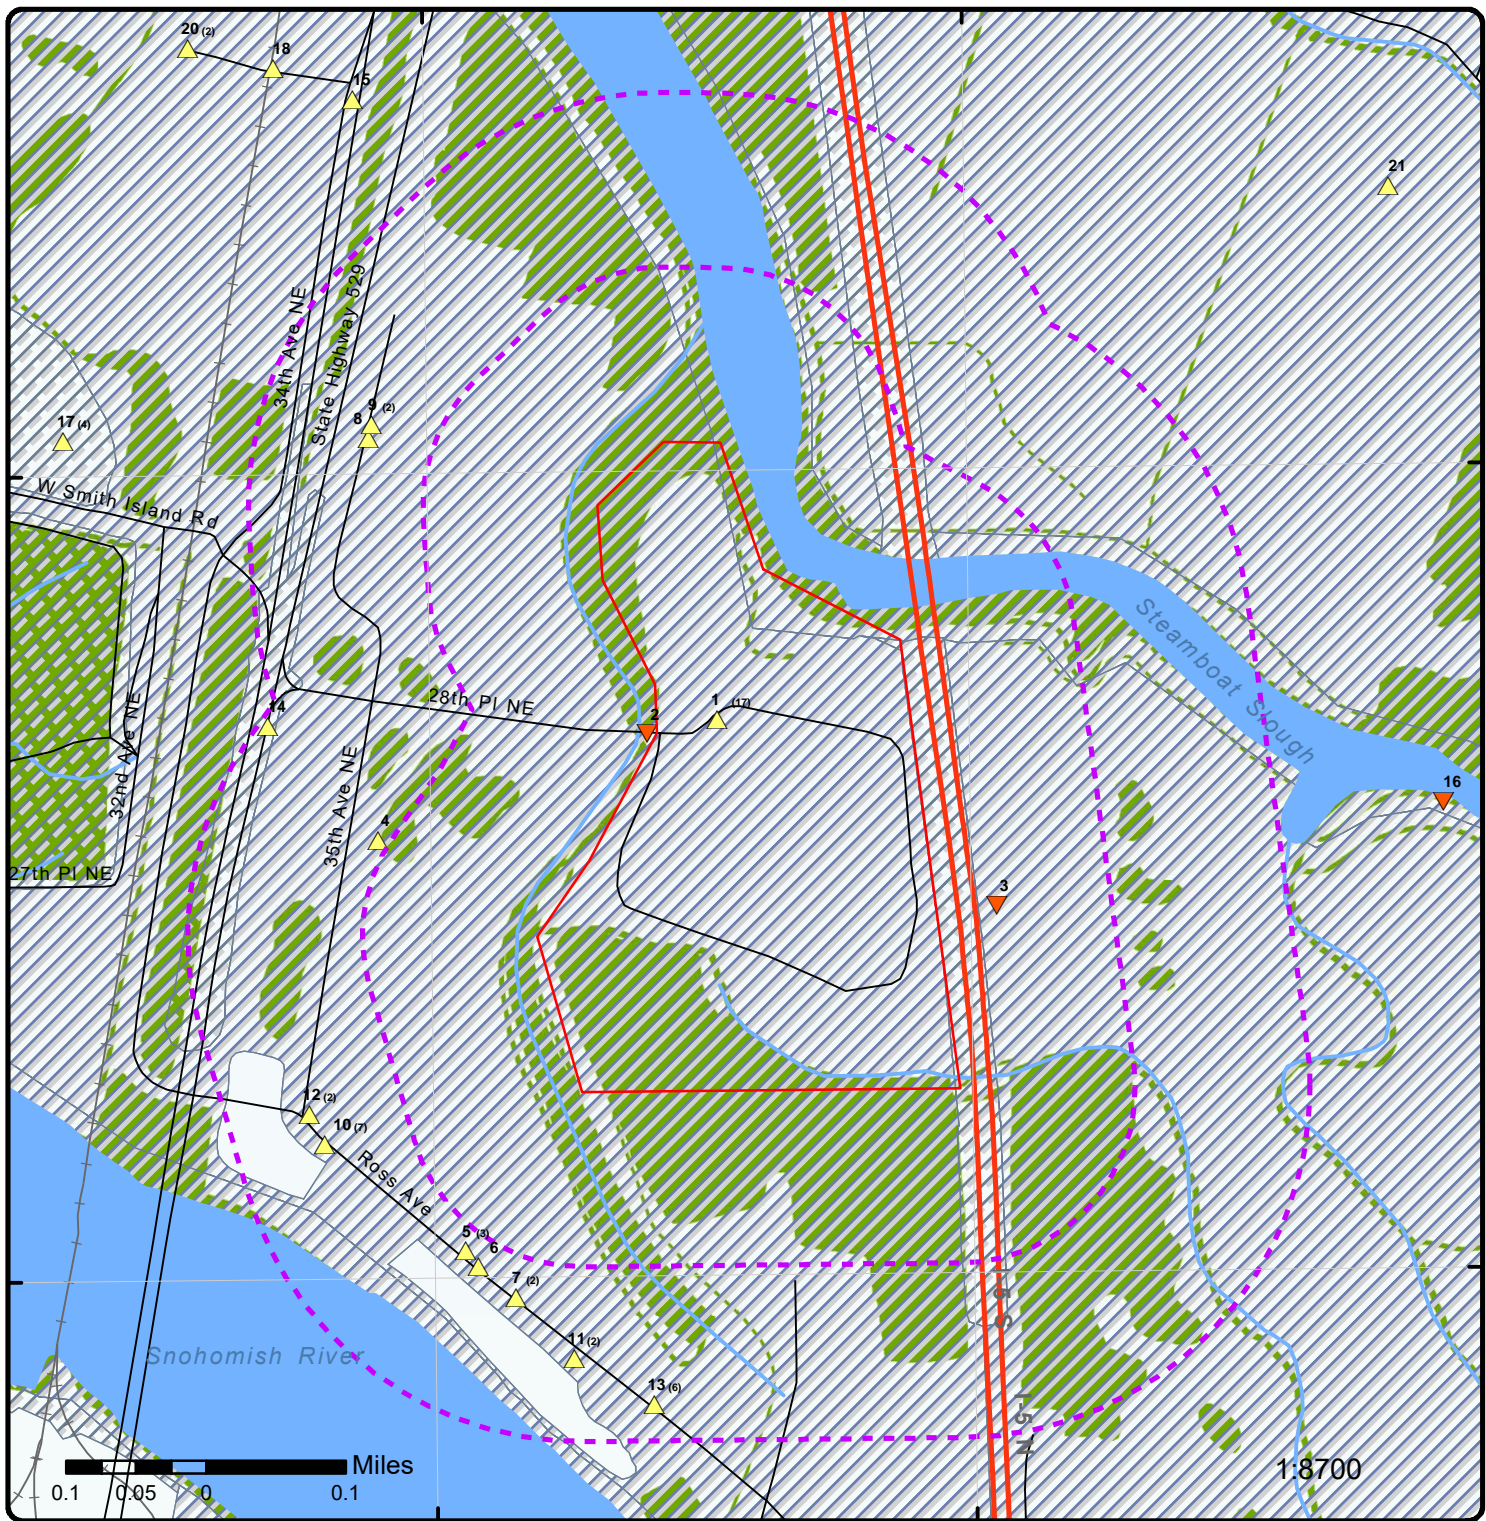 20 (2)
18
15
21
34th Ave NE
State Highway 529
9 (2)
8
17 (4)
W Smith Island Rd
Steamboat Slough
28th Pl NE
1 (17)
2
14
32nd Ave NE
35th Ave NE
16
4
27th Pl NE
3
12 (2)
10 (7)
Ross Ave
5 (3)
6
7 (2)
I-5 S
Snohomish River
11 (2)
13 (6)
I-5 N
Miles
1:8700
0.1 0.05 0 0.1